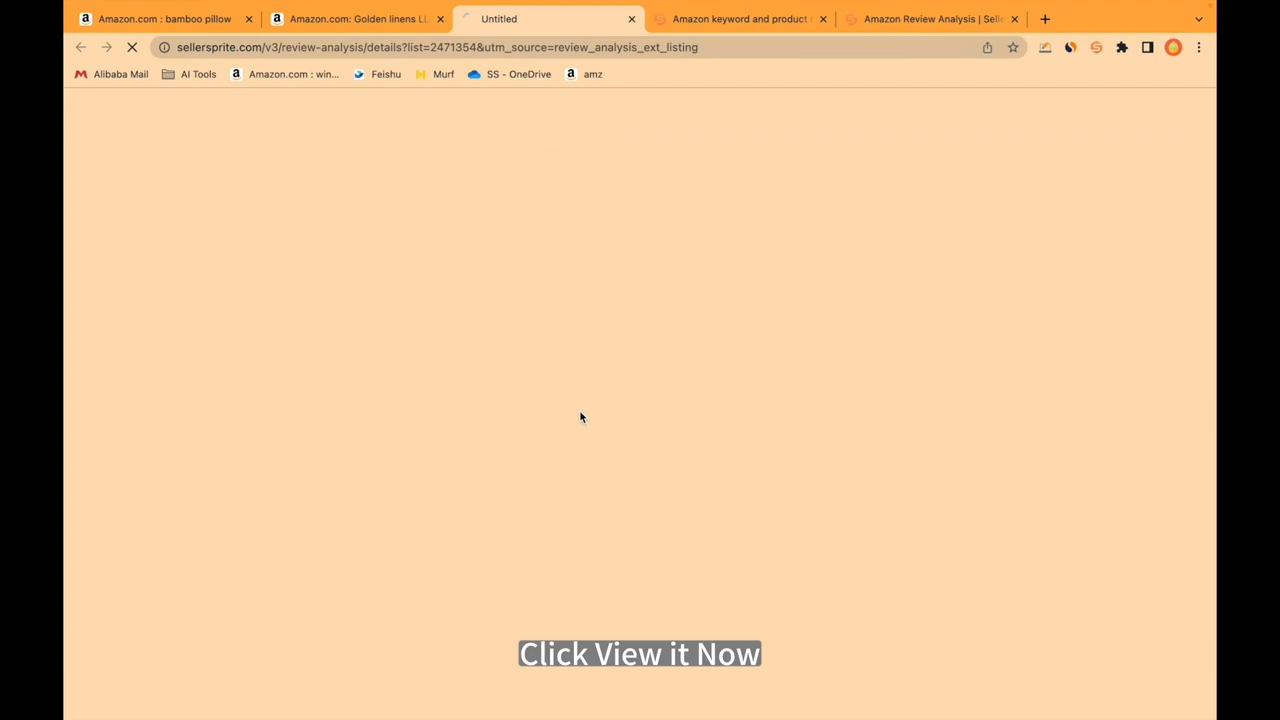 Amazon.com : bamboo pillow
Amazon.com: Golden linens LL
Untitled
Amazon keyword and product
Amazon Review Analysis | Selle
sellersprite.com/v3/review-analysis/details?list=2471354&utm_source=review_analysis_ext_listing
Alibaba Mail
AI Tools
Amazon.com : win...
Feishu
Murf
SS - OneDrive
amz
Click View it Now